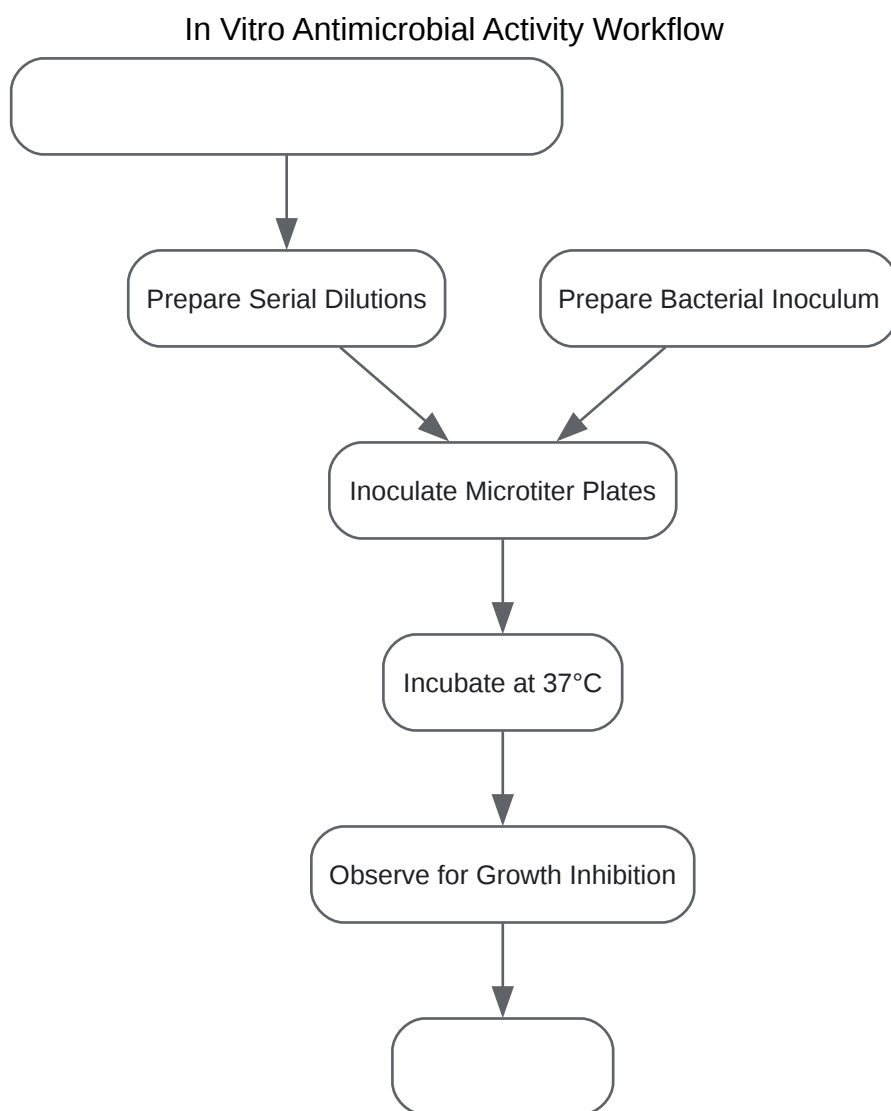 In Vitro Antimicrobial Activity Workflow
Prepare Serial Dilutions
Prepare Bacterial Inoculum
Inoculate Microtiter Plates
Incubate at 37°C
Observe for Growth Inhibition